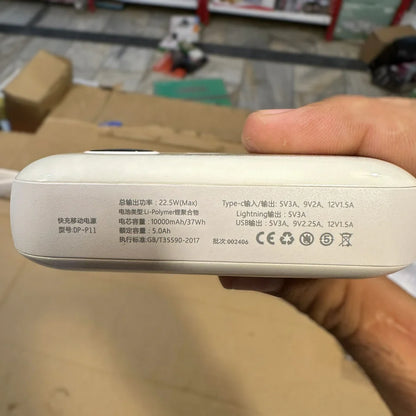 快充移动电源
型号:DP-P11
总输出功率：22.5W(Max)
电池类型 Li-Polymer锂聚合物
电芯容量：10000mAh/37Wh
额定容量：5.0Ah
执行标准:GB/T35590-2017
Type-c输入/输出: 5V3A、9V2A、12V1.5A
Lightning输出: 5V3A
USB输出: 5V3A、9V2.25A、12V1.5A
批次:002406
CE
5